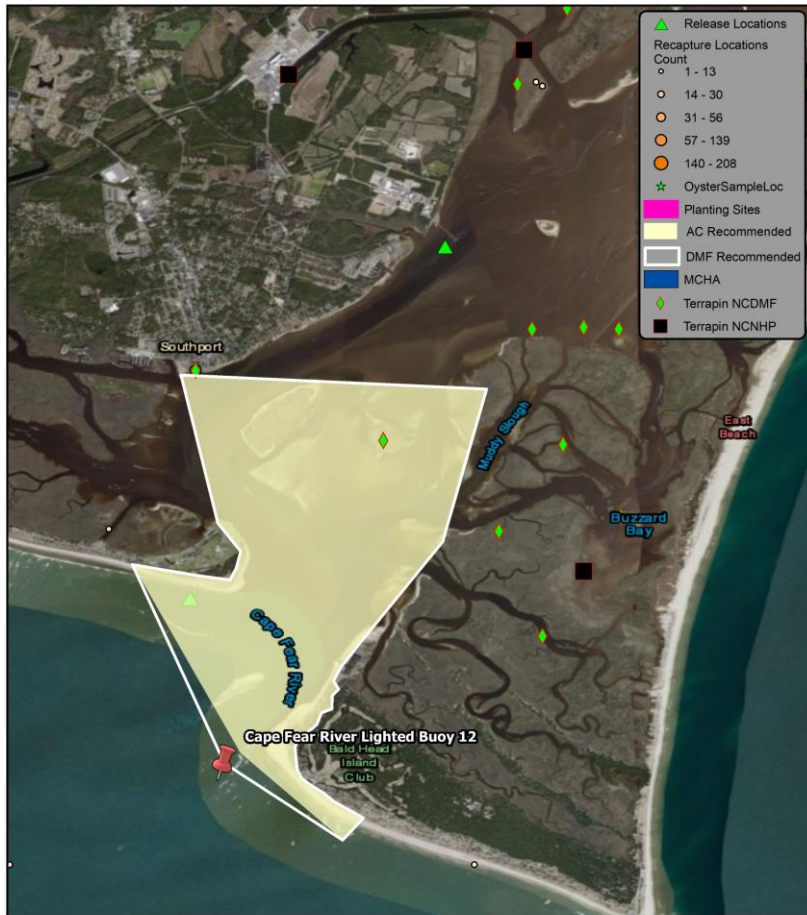 Release Locations
Recapture Locations
Count
1 - 13
14 - 30
31 - 56
57 - 139
140 - 208
OysterSampleLoc
Planting Sites
AC Recommended
DMF Recommended
MCHA
Terrapin NCDMF
Terrapin NCNHP
Southport
Muddy Slough
East
Beach
Buzzard
Bay
Cape Fear River
Cape Fear River Lighted Buoy 12
Bald Head
Island
Club